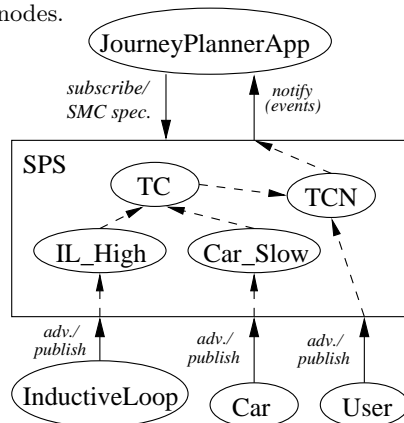 nodes.
JourneyPlannerApp
subscribe/
SMC spec.
notify
(events)
SPS
TC
TCN
IL_High
Car_Slow
adv./
publish
adv./
publish
adv./
publish
InductiveLoop
Car
User